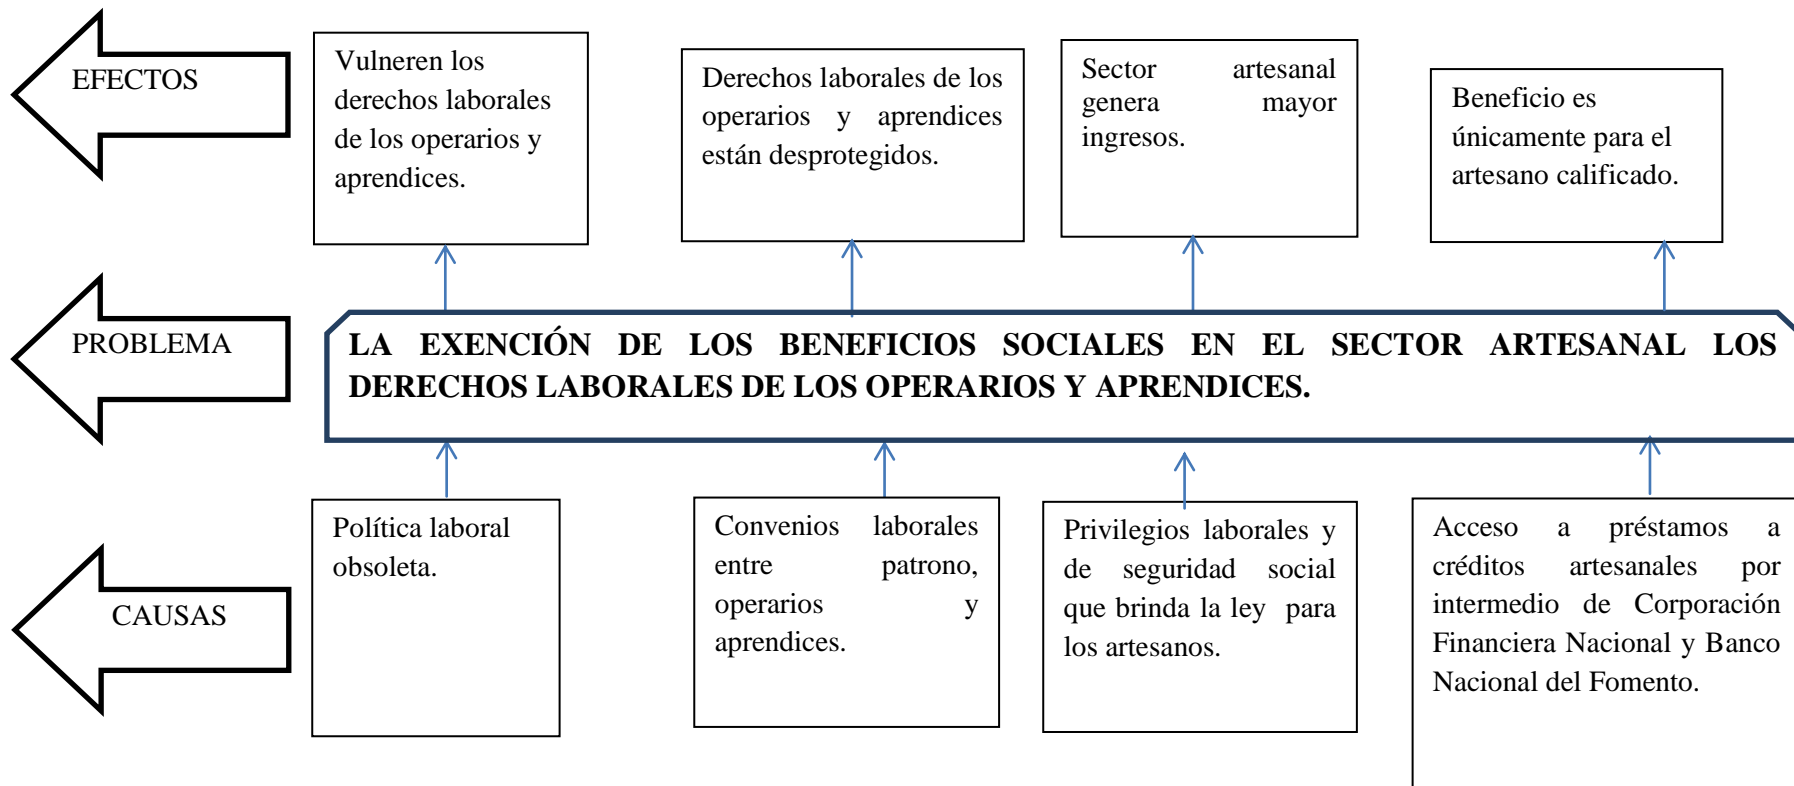 EFECTOS
Vulneren los
derechos laborales
de los operarios y
aprendices.
Derechos laborales de los
operarios y aprendices
están desprotegidos.
Sector artesanal
genera mayor
ingresos.
Beneficio es
únicamente para el
artesano calificado.
PROBLEMA
LA EXENCIÓN DE LOS BENEFICIOS SOCIALES EN EL SECTOR ARTESANAL LOS
DERECHOS LABORALES DE LOS OPERARIOS Y APRENDICES.
CAUSAS
Política laboral
obsoleta.
Convenios laborales
entre patrono,
operarios y
aprendices.
Privilegios laborales y
de seguridad social
que brinda la ley para
los artesanos.
Acceso a préstamos a
créditos artesanales por
intermedio de Corporación
Financiera Nacional y Banco
Nacional del Fomento.